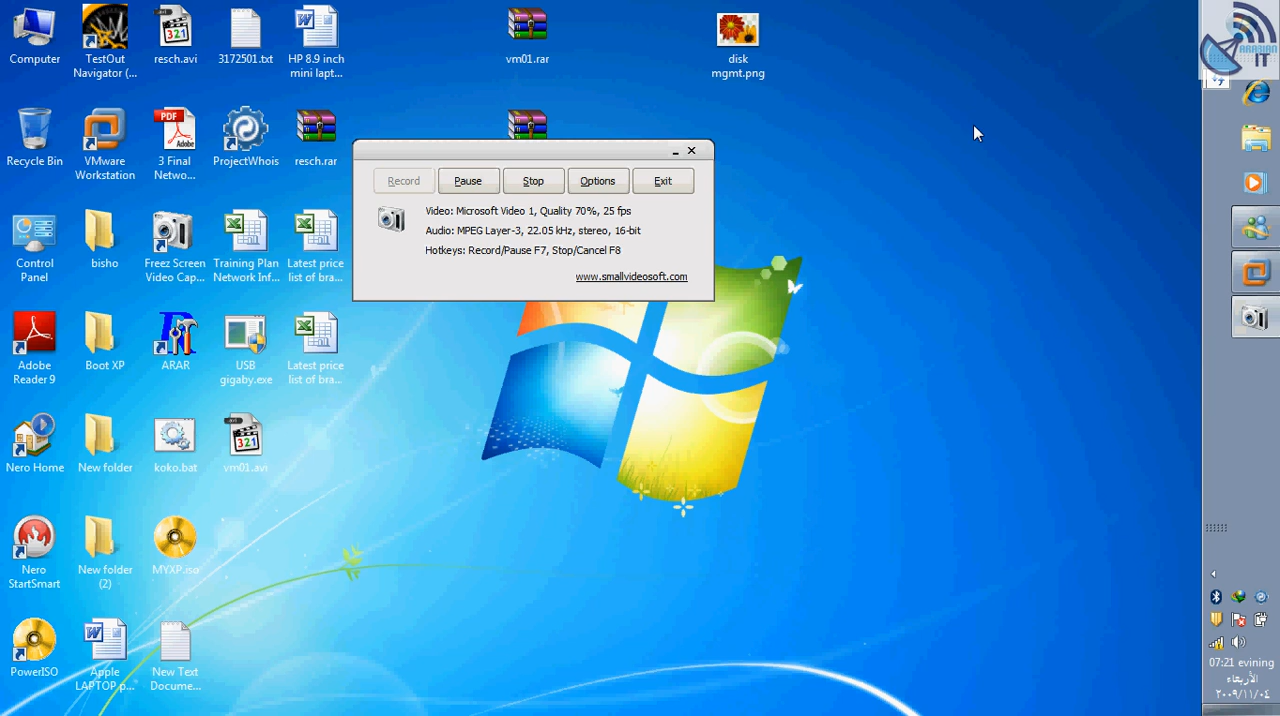 Computer
TestOut
Navigator (...
resch.avi
3172501.txt
HP 8.9 inch
mini lapt...
vm01.rar
disk
mgmt.png
ARABIAN
IT
Recycle Bin
VMware
Workstation
PDF
Adobe
3 Final
Netwo...
ProjectWhois
resch.rar
Record
Pause
Stop
Options
Exit
Video: Microsoft Video 1, Quality 70%, 25 fps
Audio: MPEG Layer-3, 22.05 kHz, stereo, 16-bit
Hotkeys: Record/Pause F7, Stop/Cancel F8
www.smallvideosoft.com
Control
Panel
bisho
Freez Screen
Video Cap...
Training Plan
Network Inf...
Latest price
list of bra...
Adobe
Reader 9
Boot XP
ARAR
USB
gigaby.exe
Latest price
list of bra...
Nero Home
New folder
koko.bat
321
vm01.avi
Nero
StartSmart
New folder
(2)
MYXP.iso
PowerISO
Apple
LAPTOP p...
New Text
Docume...
07:21 evining
الأربعاء
٢٠٠٩/١١/٠٤